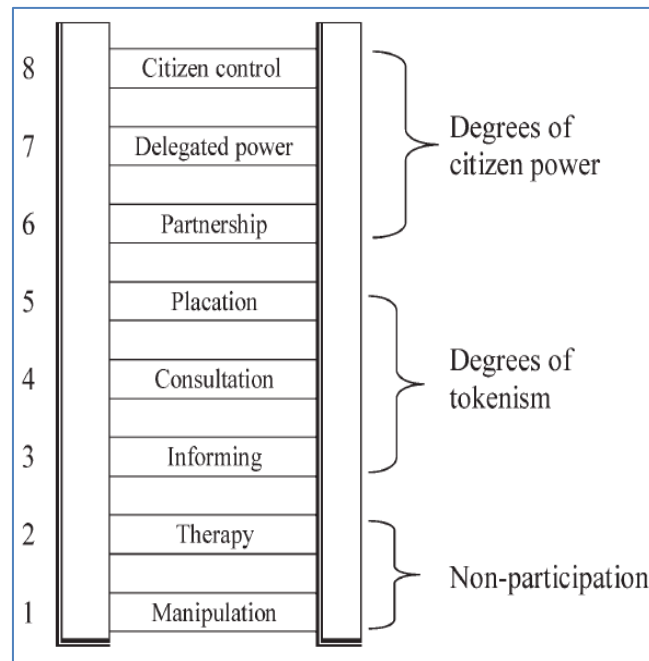 8 Citizen control
7 Delegated power
6 Partnership
Degrees of
citizen power
5 Placation
4 Consultation
3 Informing
Degrees of
tokenism
2 Therapy
1 Manipulation
Non-participation